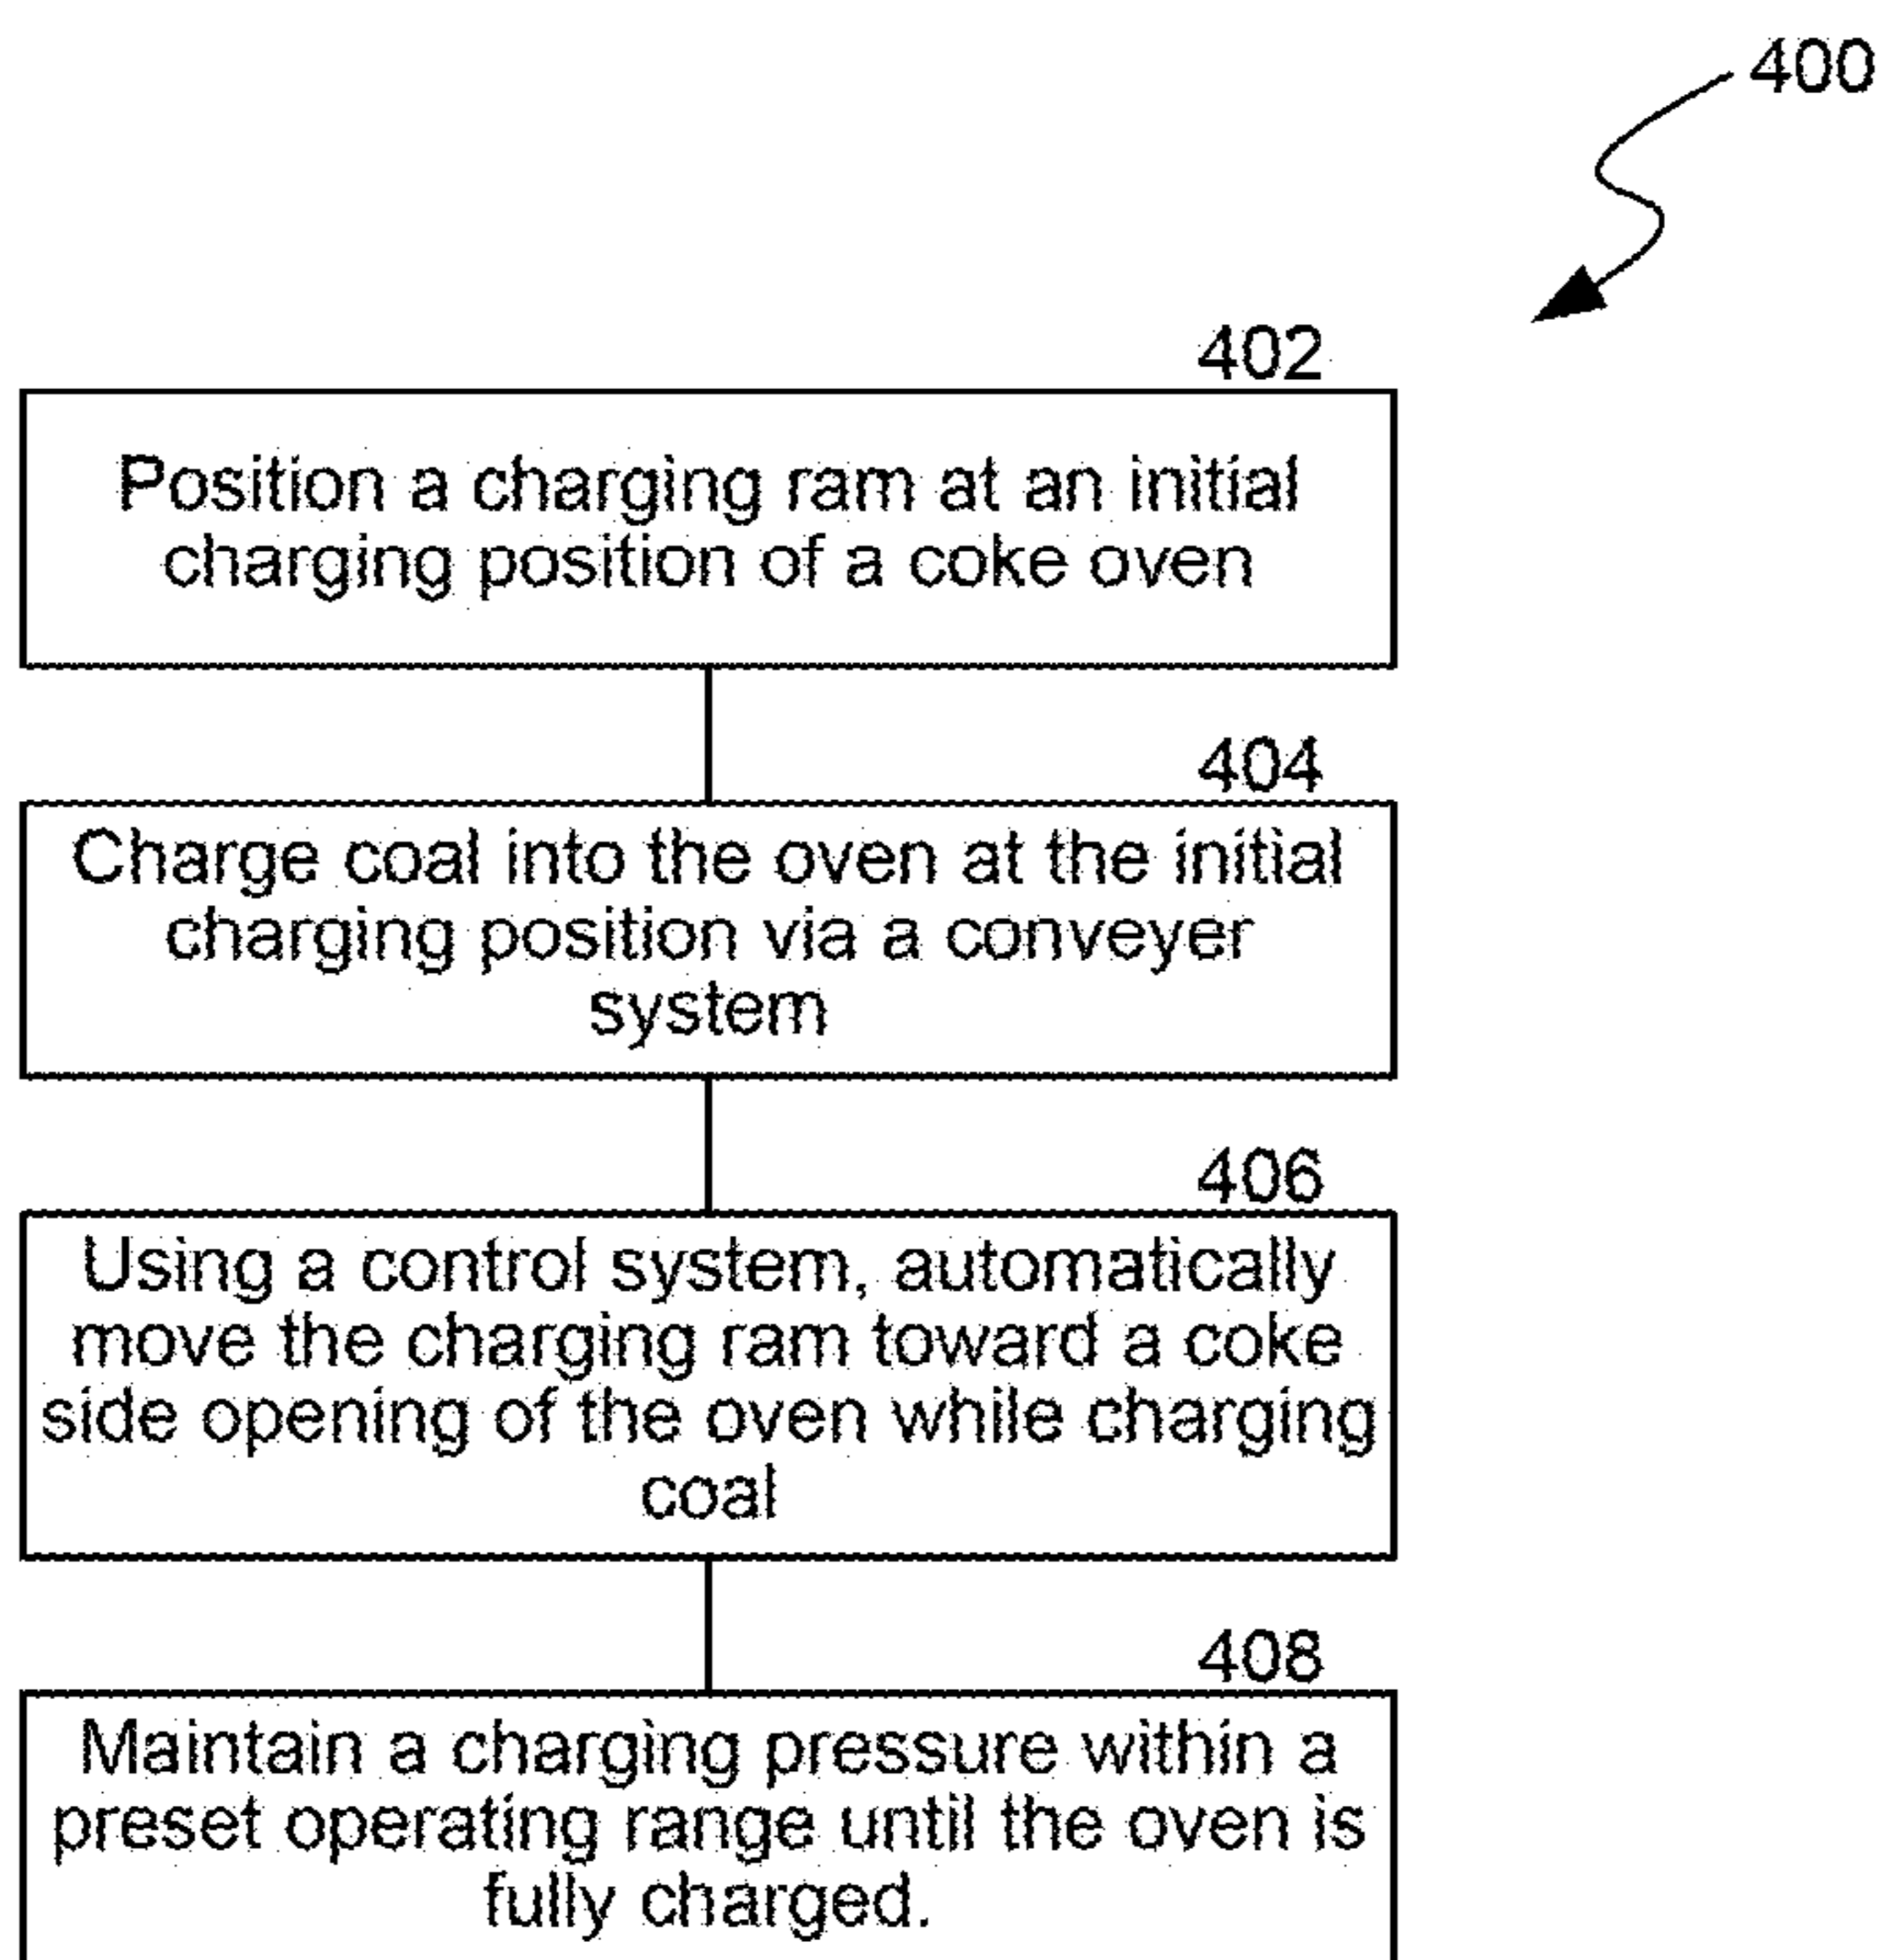 400
402
Position a charging ram at an initial
charging position of a coke oven
404
Charge coal into the oven at the initial
charging position via a conveyer
system
406
Using a control system, automatically
move the charging ram toward a coke
side opening of the oven while charging
coal
408
Maintain a charging pressure within a
preset operating range until the oven is
fully charged.